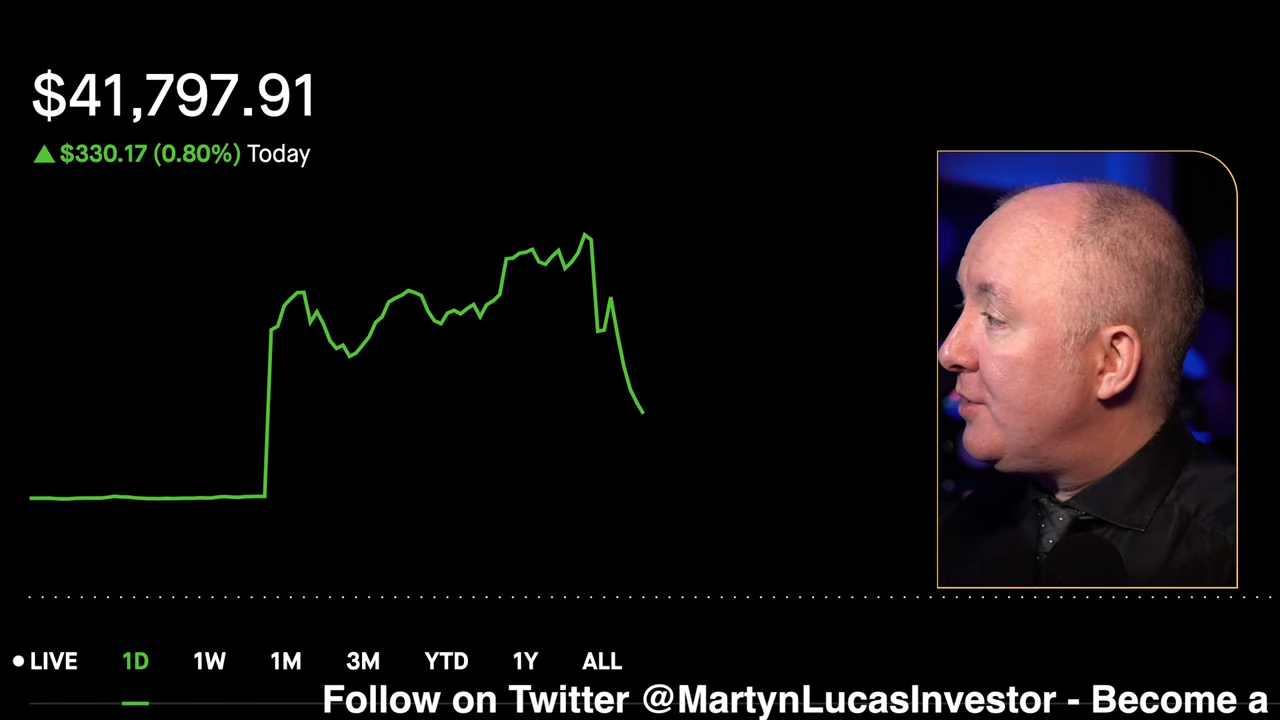 $41,797.91
▲$330.17 (0.80%) Today
LIVE 1D 1W 1M 3M YTD 1Y ALL
Follow on Twitter @MartynLucasInvestor - Become a